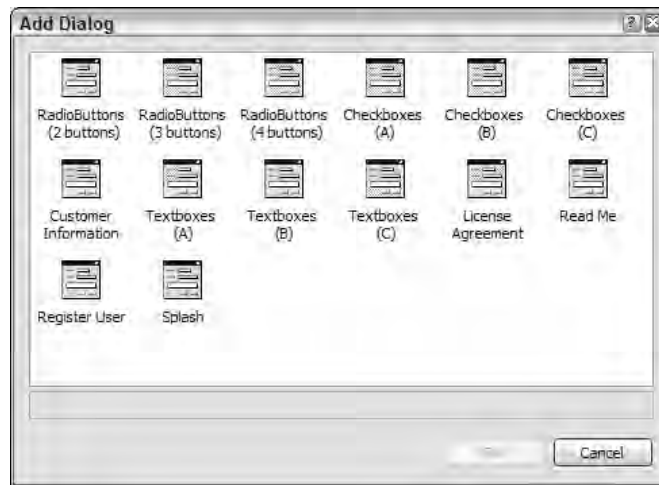 Add Dialog
RadioButtons RadioButtons RadioButtons Checkboxes Checkboxes Checkboxes
(2 buttons) (3 buttons) (4 buttons) (A) (B) (C)
Customer Textboxes Textboxes Textboxes License Read Me
Information (A) (B) (C) Agreement
Register User Splash
Cancel